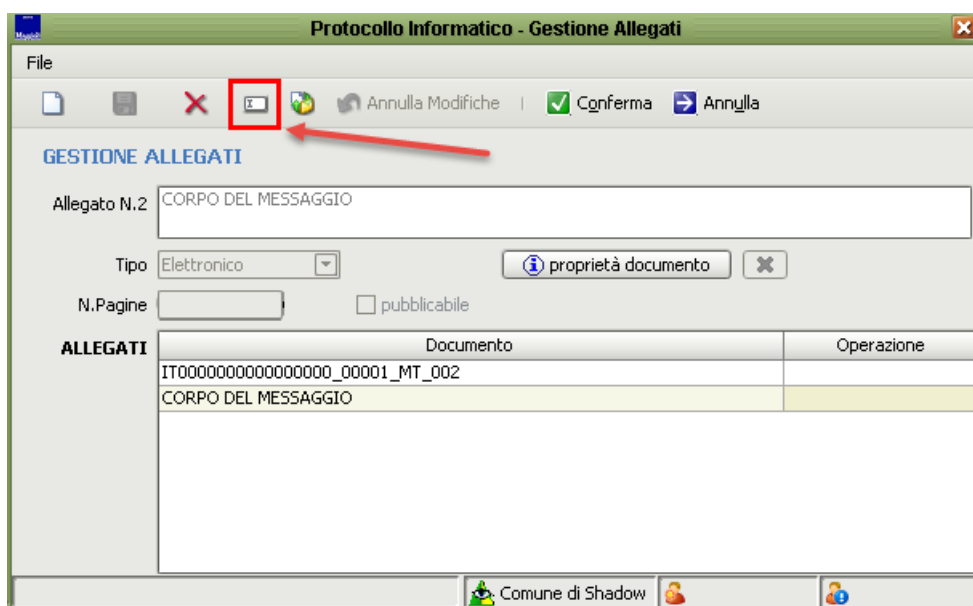 Protocollo Informatico - Gestione Allegati
File
Annulla Modifiche Conferma Annulla
GESTIONE ALLEGATI
Allegato N.2 CORPO DEL MESSAGGIO
Tipo Elettronico proprietà documento
N.Pagine pubblicabile
ALLEGATI Documento Operazione
IT0000000000000000_00001_MT_002
CORPO DEL MESSAGGIO
Comune di Shadow